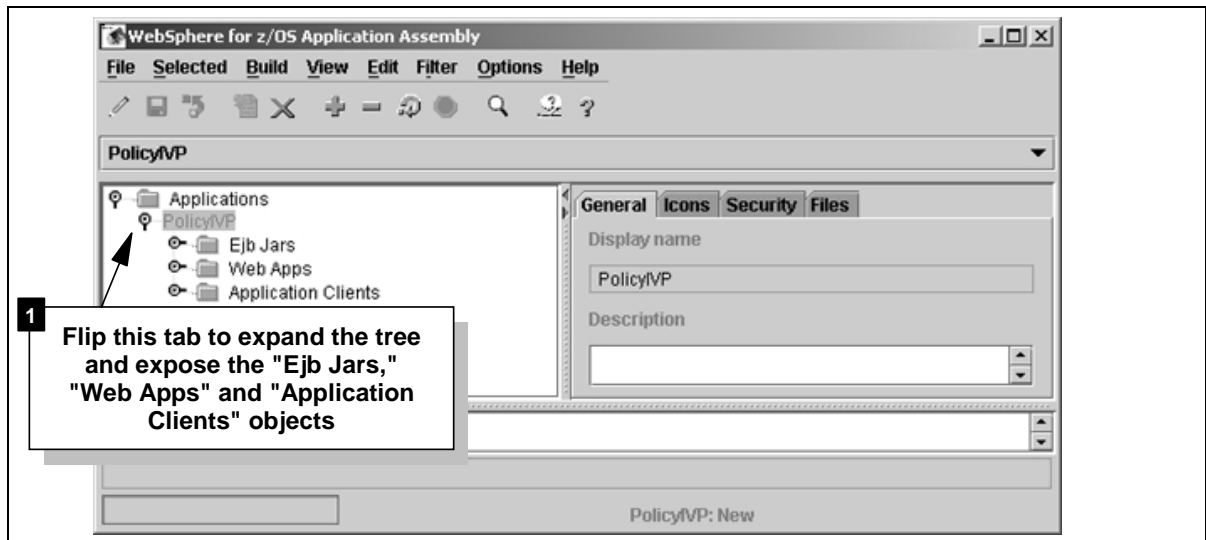 WebSphere for z/OS Application Assembly
File Selected Build View Edit Filter Options Help
PolicyIVP
Applications
PolicyIVP
Ejb Jars
Web Apps
Application Clients
General Icons Security Files
Display name
PolicyIVP
Description
1
Flip this tab to expand the tree
and expose the "Ejb Jars,"
"Web Apps" and "Application
Clients" objects
PolicyIVP: New